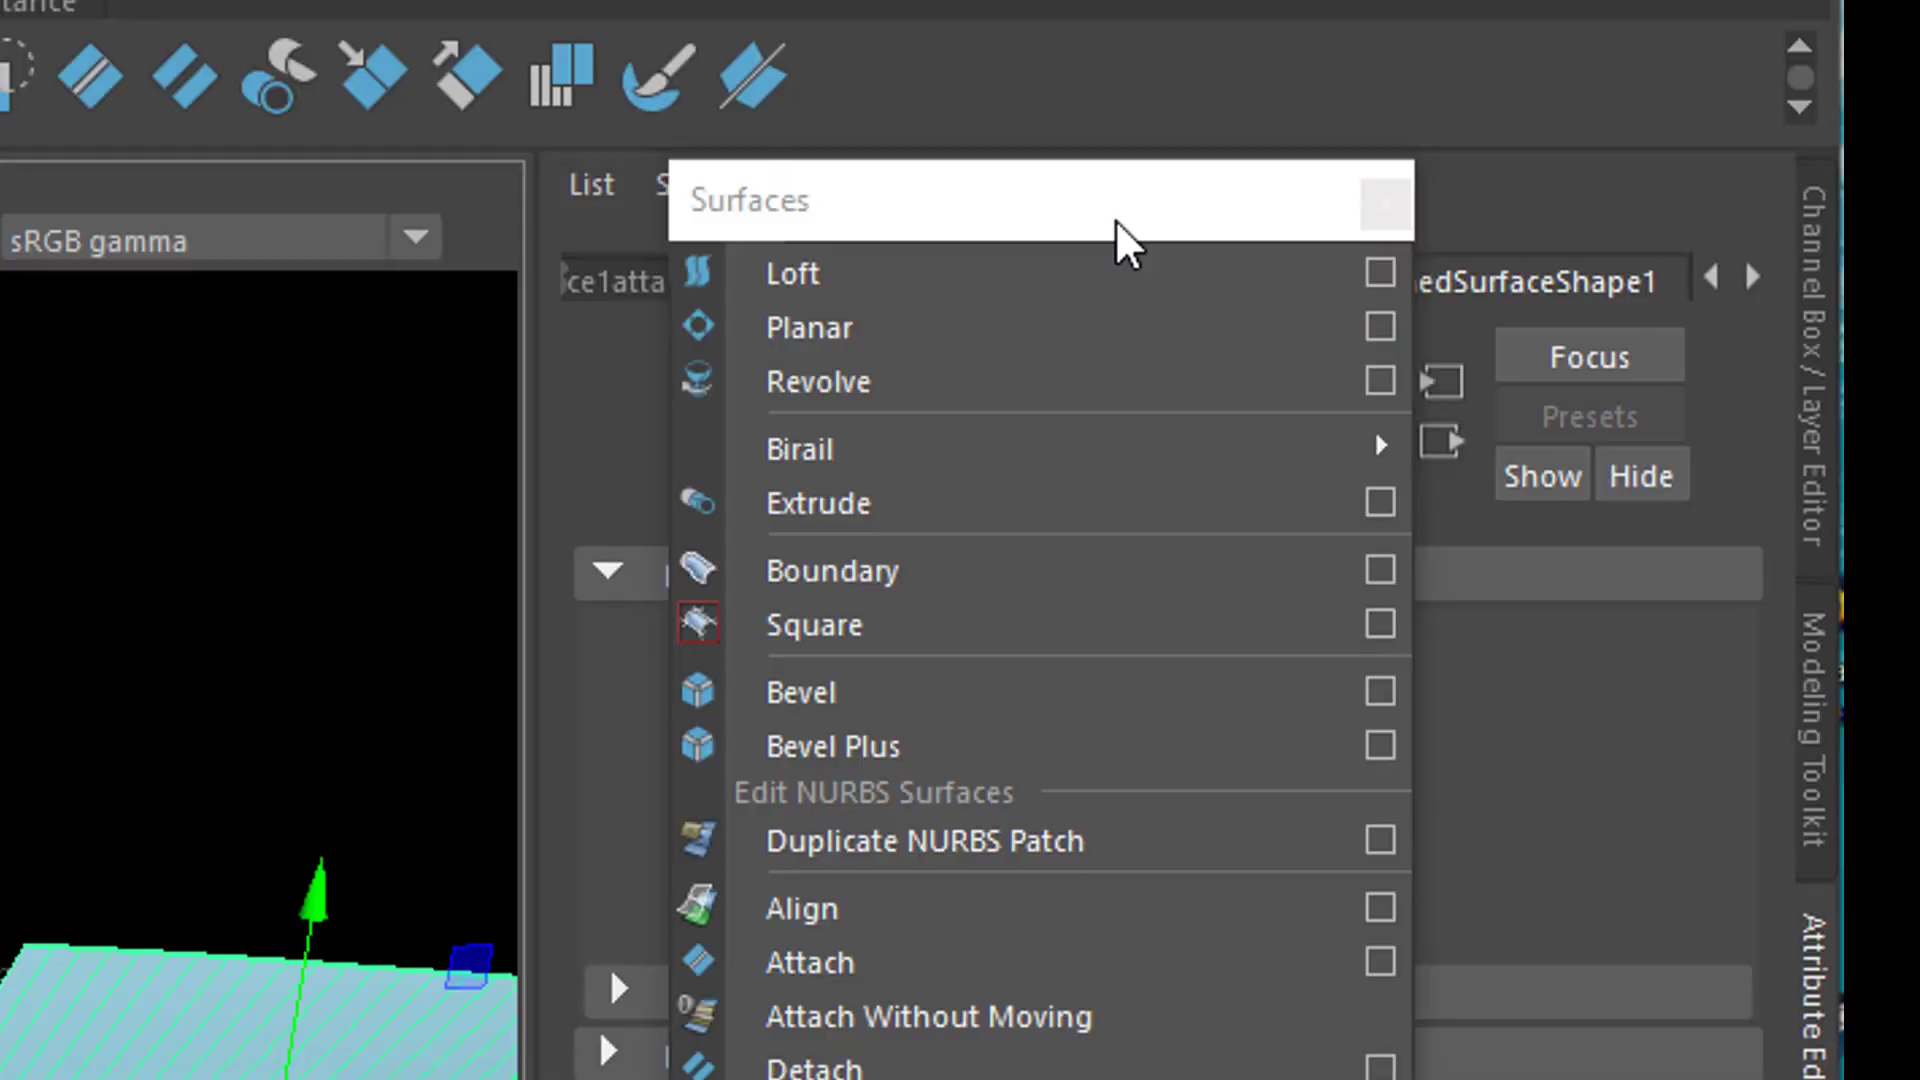 List
Surfaces
sRGB gamma
Loft
Planar
Revolve
Birail
Extrude
Boundary
Square
Bevel
Bevel Plus
Edit NURBS Surfaces
Duplicate NURBS Patch
Align
Attach
Attach Without Moving
Detach
ce1atta
edSurfaceShape1
Focus
Presets
Show Hide
Channel Box / Layer Editor
Modeling Toolkit
Attribute Ed